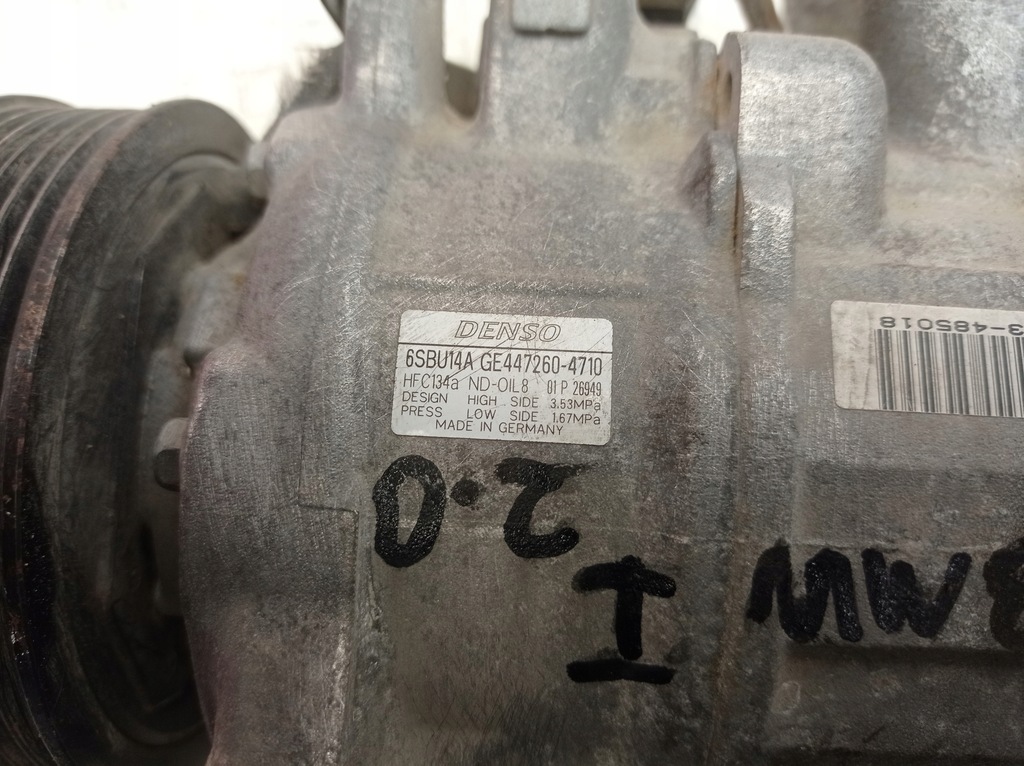 DENSO
6SBU14A GE447260-4710
HFC134a ND-OIL8 01 P 26949
DESIGN HIGH SIDE 3.53MPa
PRESS LOW SIDE 1.67MPa
MADE IN GERMANY
3-485018
BMW
I
2.0